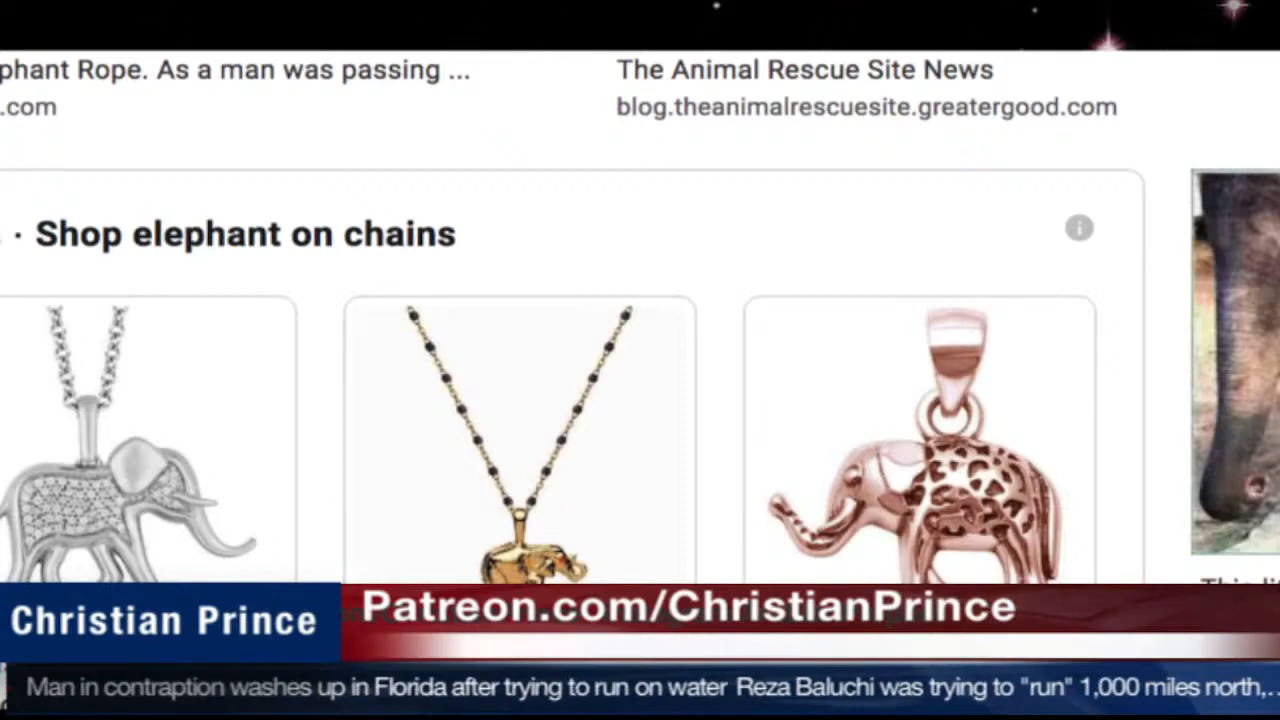 phant Rope. As a man was passing ...
.com
The Animal Rescue Site News
blog.theanimalrescuesite.greatergood.com
· Shop elephant on chains
Christian Prince
Patreon.com/ChristianPrince
Man in contraption washes up in Florida after trying to run on water Reza Baluchi was trying to "run" 1,000 miles north,..